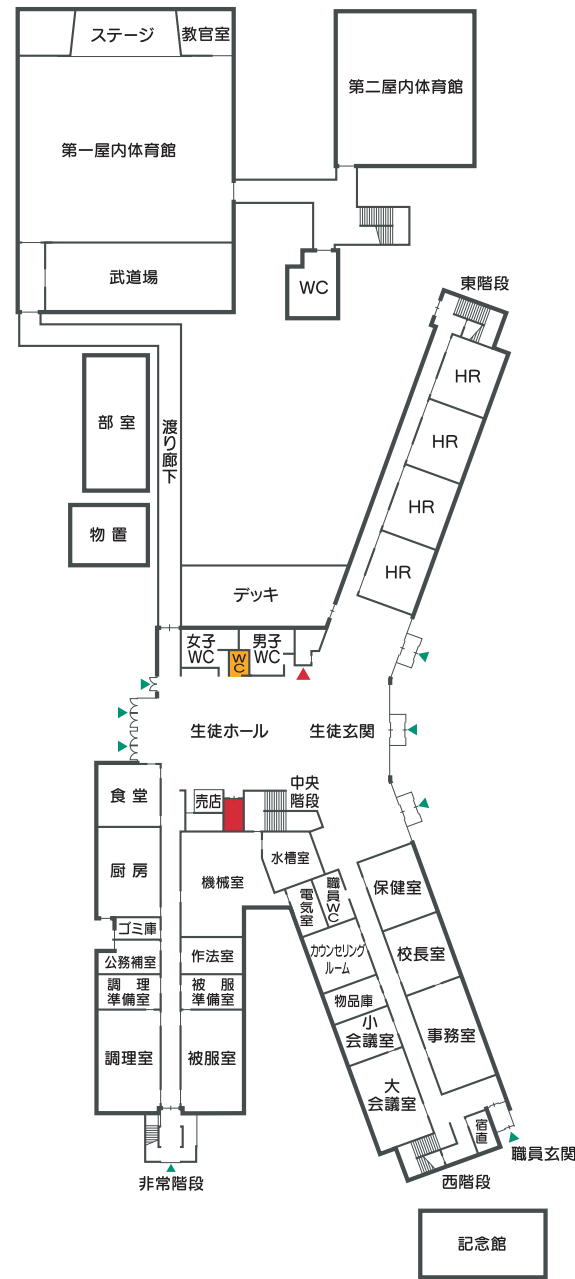 ステージ
教官室
第一屋内体育館
第二屋内体育館
武道場
WC
東階段
HR
HR
HR
HR
部室
渡り廊下
物置
デッキ
女子
WC
WC
男子
WC
生徒ホール
生徒玄関
食堂
売店
中央
階段
厨房
機械室
水槽室
電気室
職員WC
保健室
ゴミ庫
公務補室
作法室
カウンセリング
ルーム
校長室
調理
準備室
被服
準備室
物品庫
小
会議室
事務室
調理室
被服室
大
会議室
宿直
職員玄関
非常階段
西階段
記念館